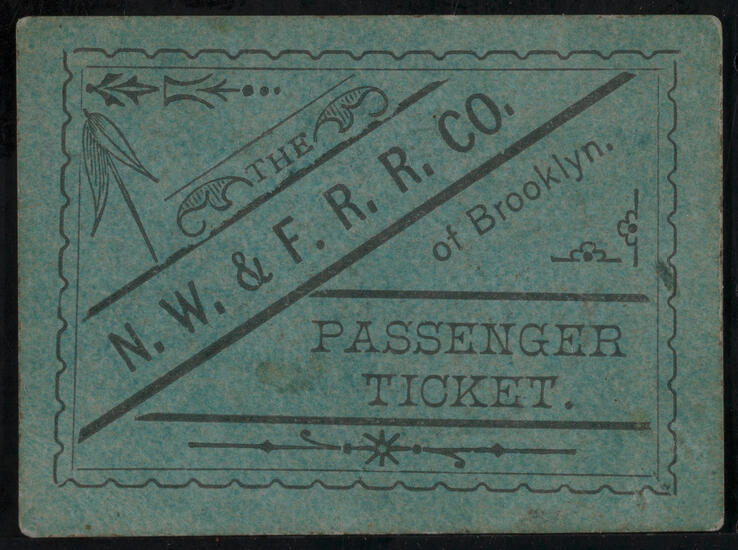 THE
N. W. & F. R. R. CO.
of Brooklyn.
PASSENGER
TICKET.